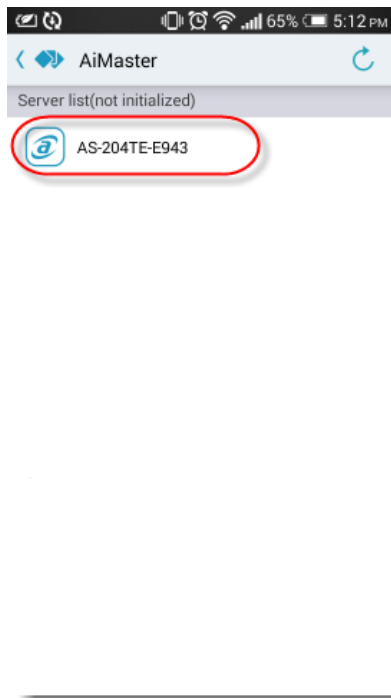 65% 5:12 PM
AiMaster
Server list(not initialized)
AS-204TE-E943